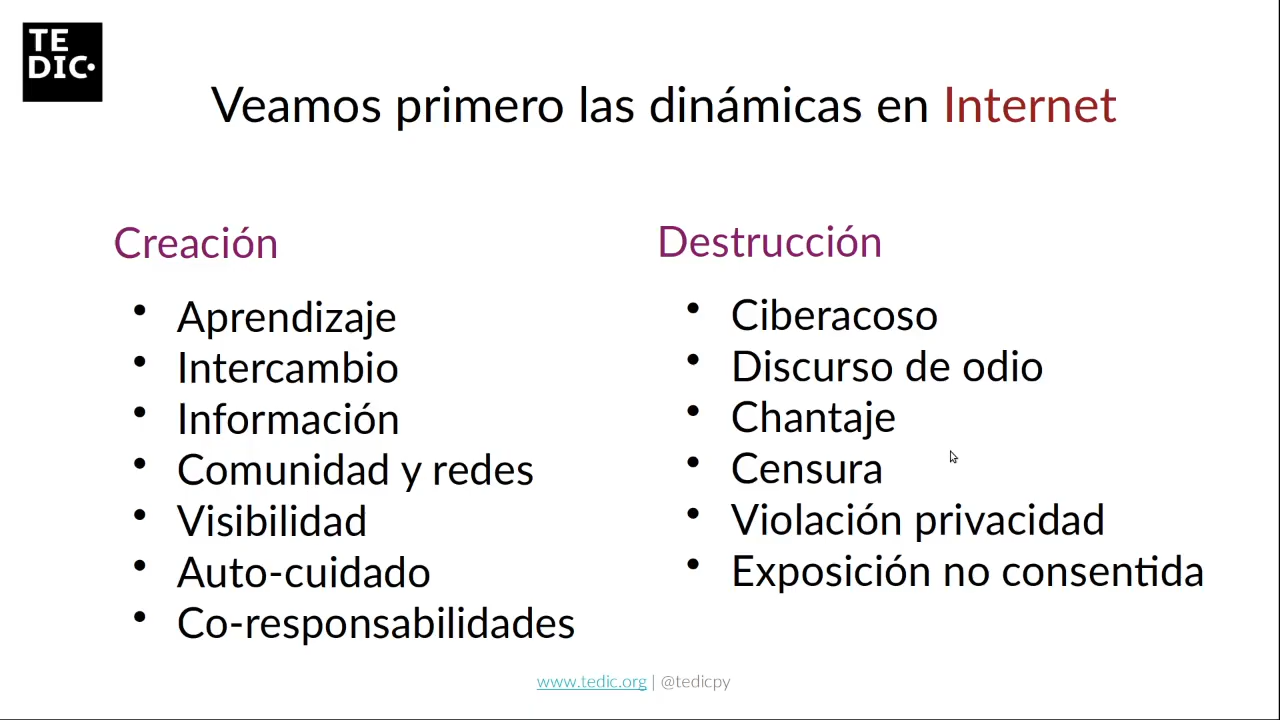 TE
DIC
Veamos primero las dinámicas en Internet
Creación
• Aprendizaje
• Intercambio
• Información
• Comunidad y redes
• Visibilidad
• Auto-cuidado
• Co-responsabilidades
Destrucción
• Ciberacoso
• Discurso de odio
• Chantaje
• Censura
• Violación privacidad
• Exposición no consentida
www.tedic.org | @tedicpy